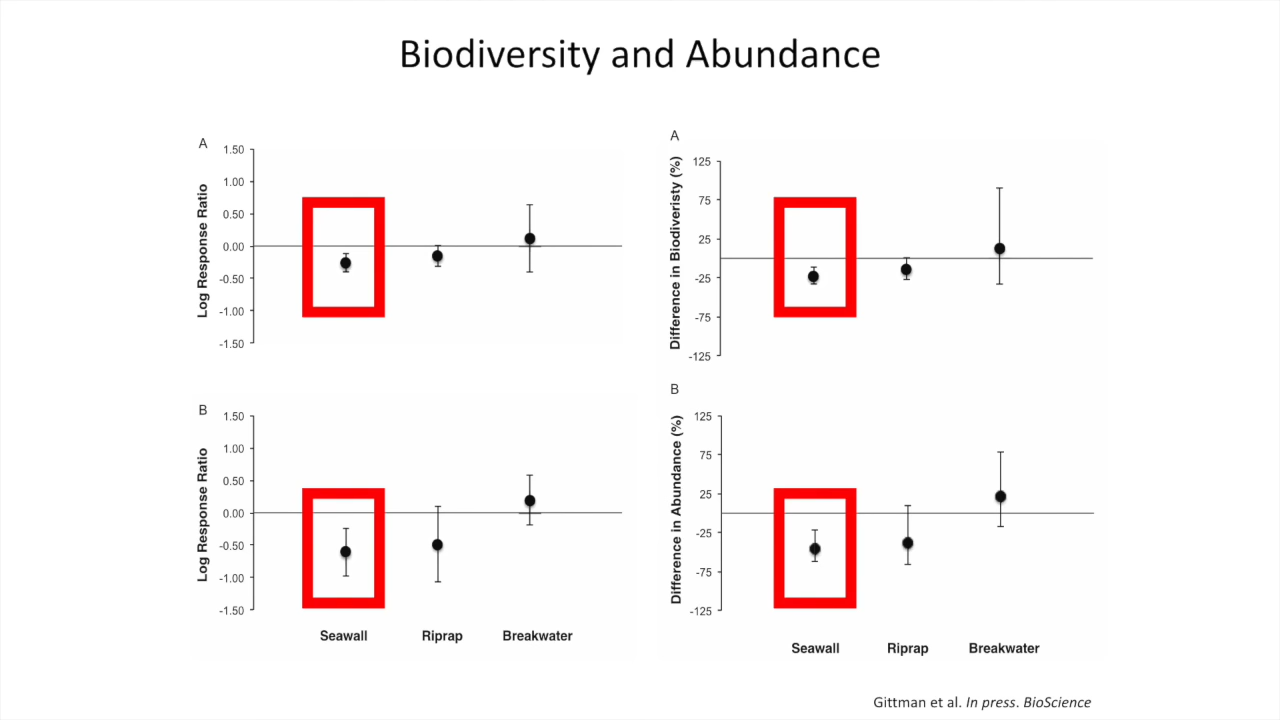 Biodiversity and Abundance
A
1.50
1.00
0.50
0.00
-0.50
-1.00
-1.50
Log Response Ratio
A
125
75
25
-25
-75
-125
Difference in Biodiveristy (%)
B
1.50
1.00
0.50
0.00
-0.50
-1.00
-1.50
Log Response Ratio
Seawall Riprap Breakwater
B
125
75
25
-25
-75
-125
Difference in Abundance (%)
Seawall Riprap Breakwater
Gittman et al. In press. BioScience